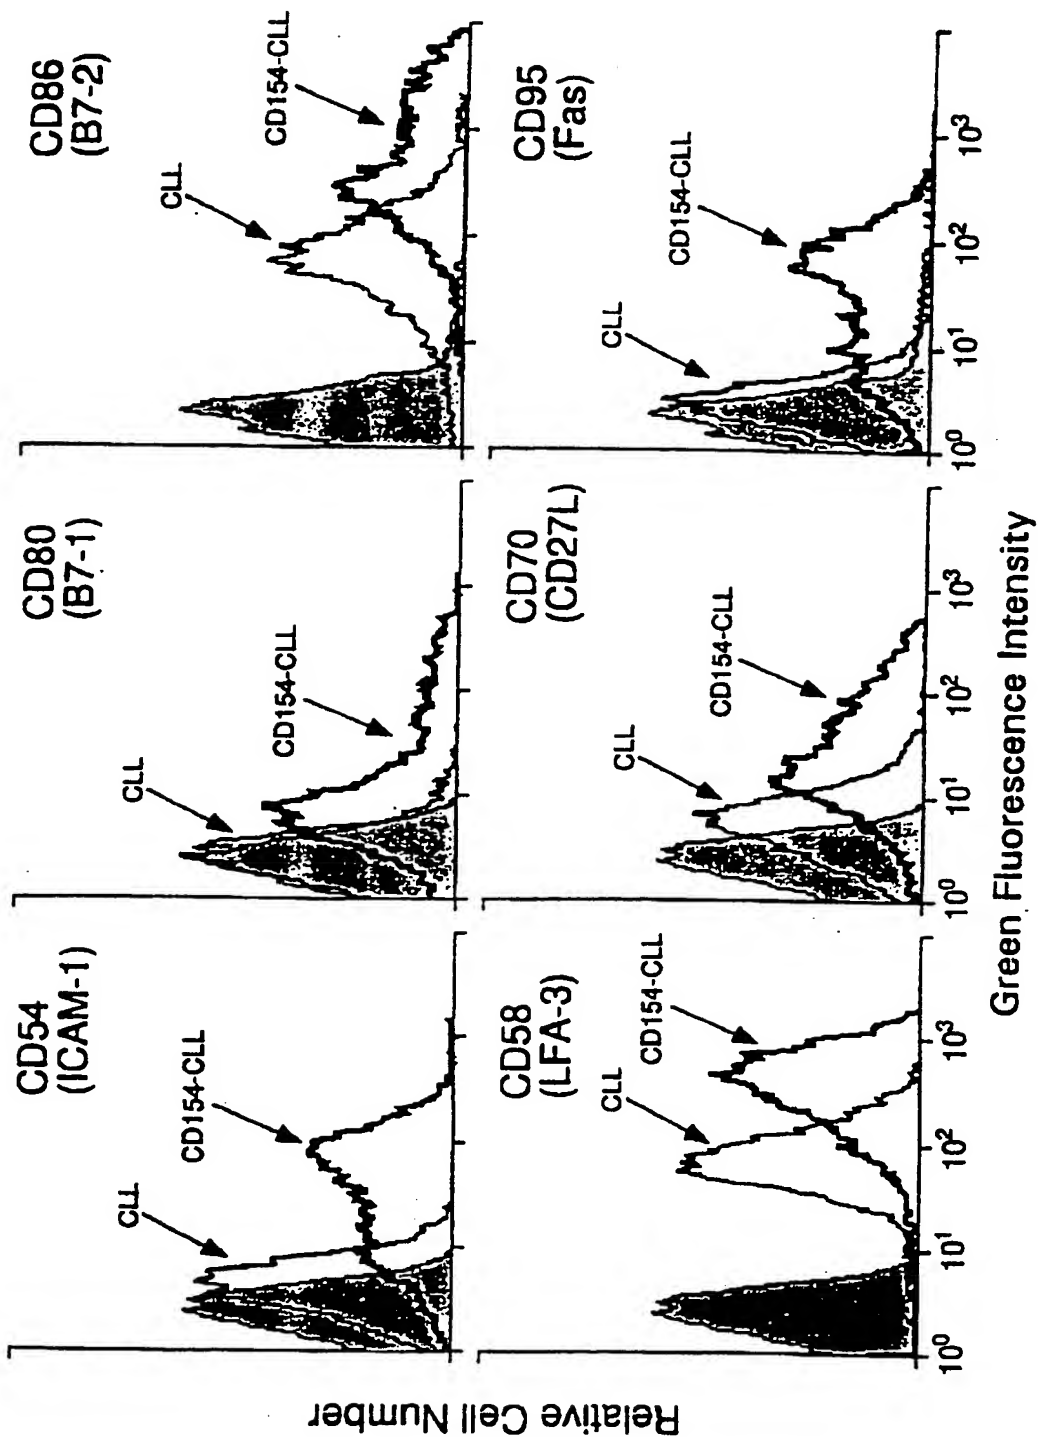 CD54
(ICAM-1)
CLL
CD154-CLL
CD80
(B7-1)
CLL
CD154-CLL
CD86
(B7-2)
CLL
CD154-CLL
CD58
(LFA-3)
CLL
CD154-CLL
10⁰ 10¹ 10² 10³
CD70
(CD27L)
CLL
CD154-CLL
10⁰ 10¹ 10² 10³
CD95
(Fas)
CLL
CD154-CLL
10⁰ 10¹ 10² 10³
Relative Cell Number
Green Fluorescence Intensity